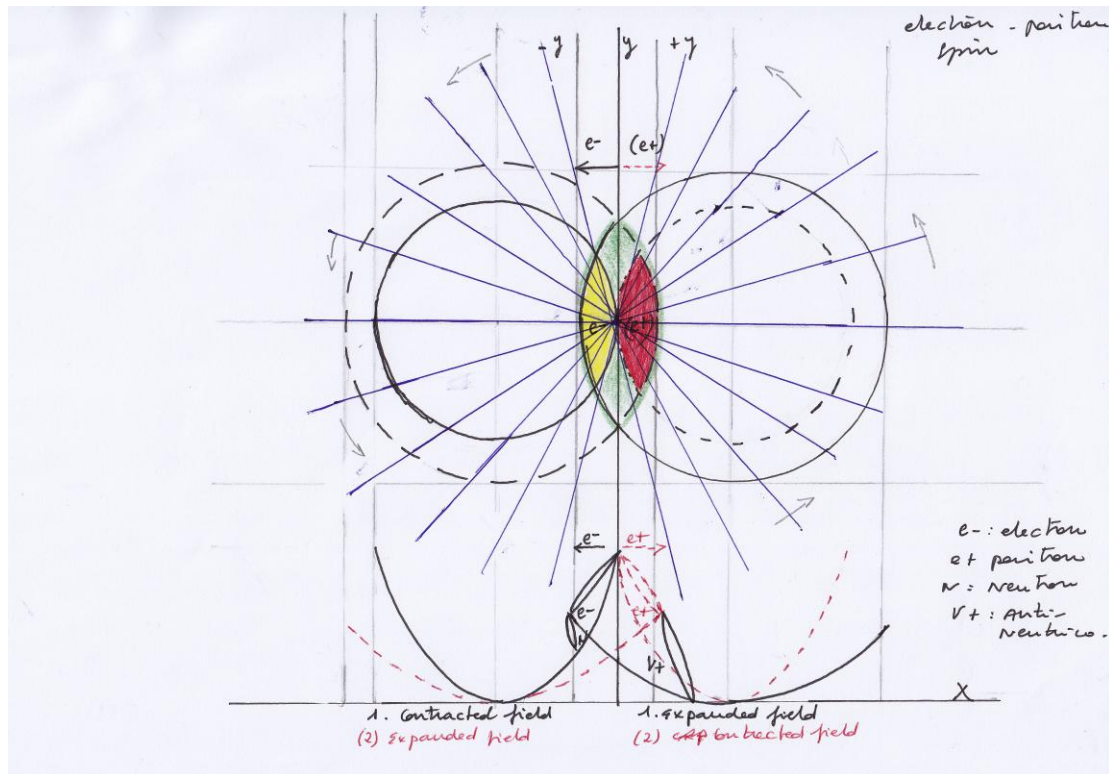 electron - positron
spin
-y y +y
e- (e+)
e (e+)
e- e+
e- e+
N
V+
e- : electron
e+ positron
N : Neutron
V+ : Anti-
Neutrino.
X
1. Contracted field 1. Expanded field
(2) Expanded field (2) contracted field